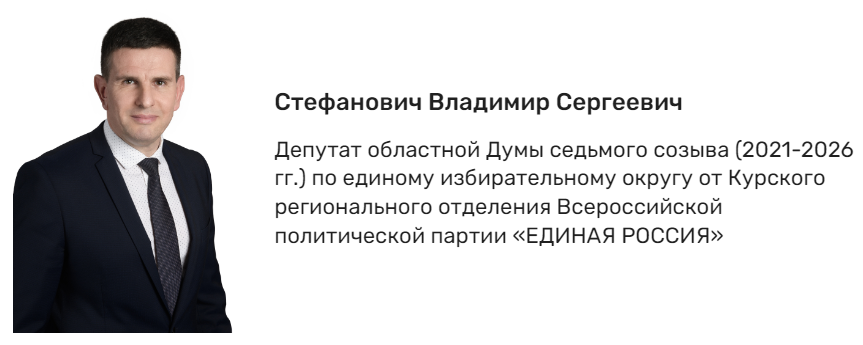 Стефанович Владимир Сергеевич
Депутат областной Думы седьмого созыва (2021-2026
гг.) по единому избирательному округу от Курского
регионального отделения Всероссийской
политической партии «ЕДИНАЯ РОССИЯ»